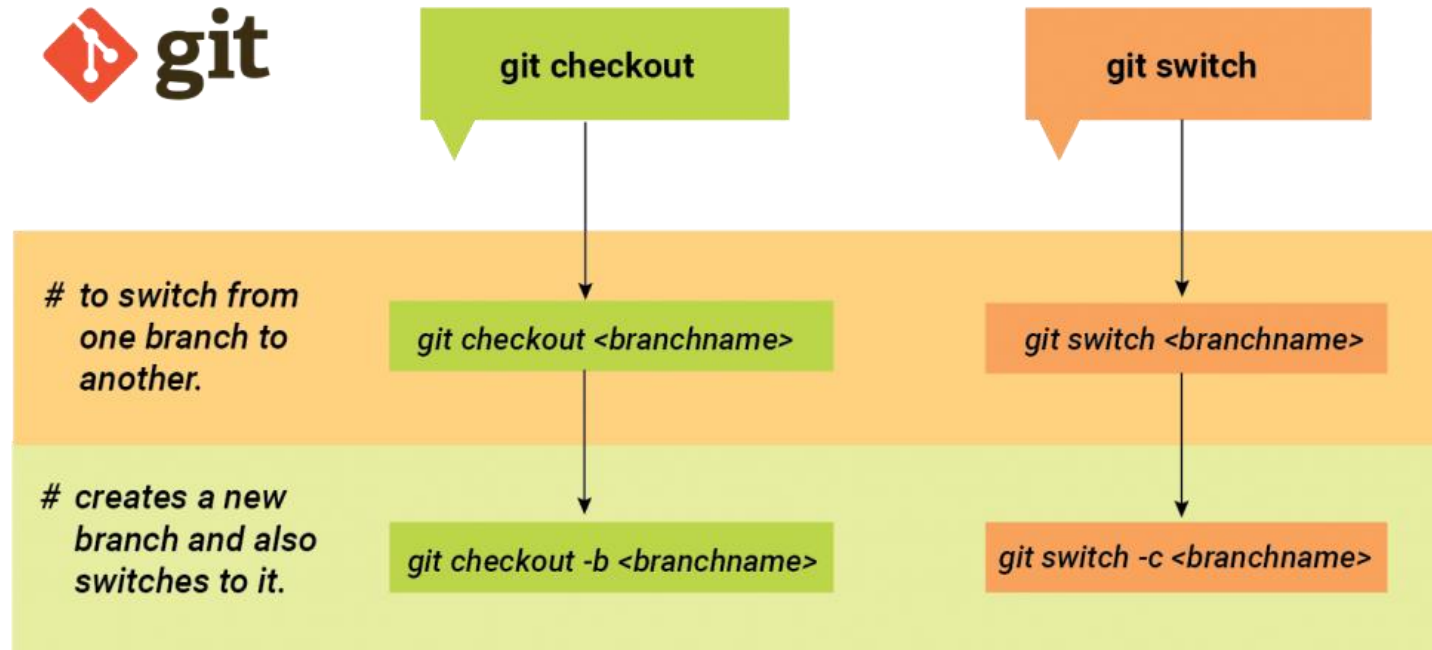 git
git checkout
git switch
# to switch from
one branch to
another.
git checkout <branchname>
git switch <branchname>
# creates a new
branch and also
switches to it.
git checkout -b <branchname>
git switch -c <branchname>